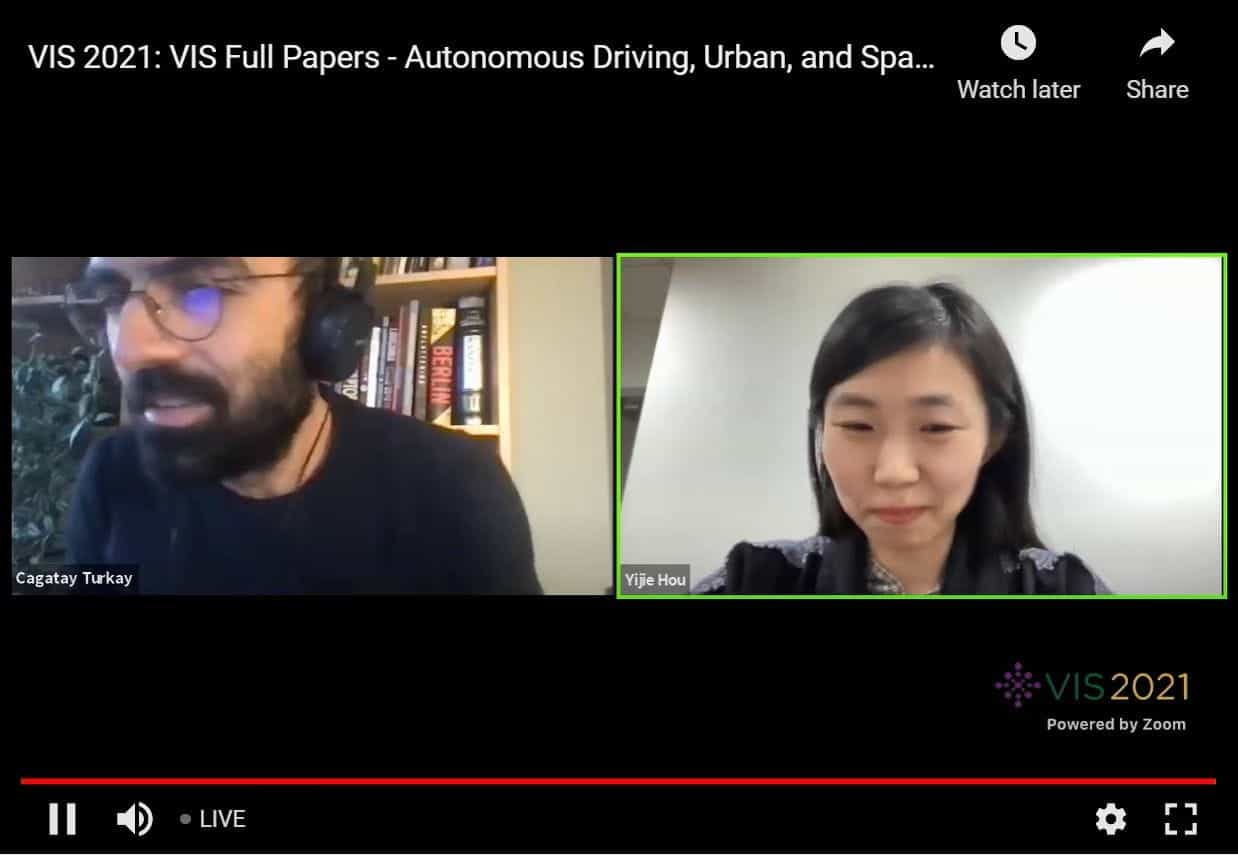 VIS 2021: VIS Full Papers - Autonomous Driving, Urban, and Spa...
Watch later
Share
BERLIN
Cagatay Turkay
Yijie Hou
VIS2021
Powered by Zoom
LIVE